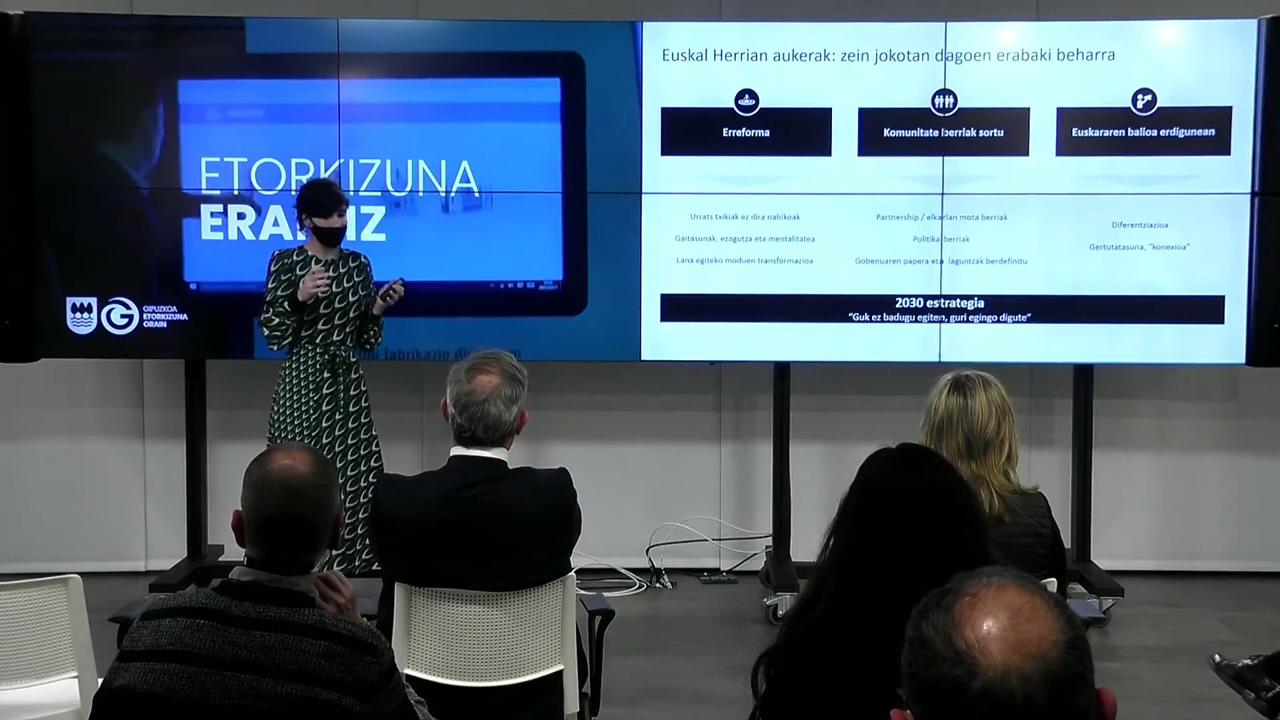 ETORKIZUNA
GIPUZKOA
ETORKIZUNA
ORAIN
Euskal Herrian aukerak: zein jokotan dagoen erabaki beharra
Erreforma
Komunitate berriak sortu
Euskararen balioa erdigunean
Urrats txikiak ez dira nahikoak
Gaitasunak, ezagutza eta mentalitatea
Lana egiteko moduen transformazioa
Partnership / elkarlan mota berriak
Politika berriak
Gobenuaren papera eta laguntzak berdefinitu
Diferentziazioa
Gertutatasuna, "konexioa"
2030 estrategia
"Guk ez badugu egiten, guri egingo digute"